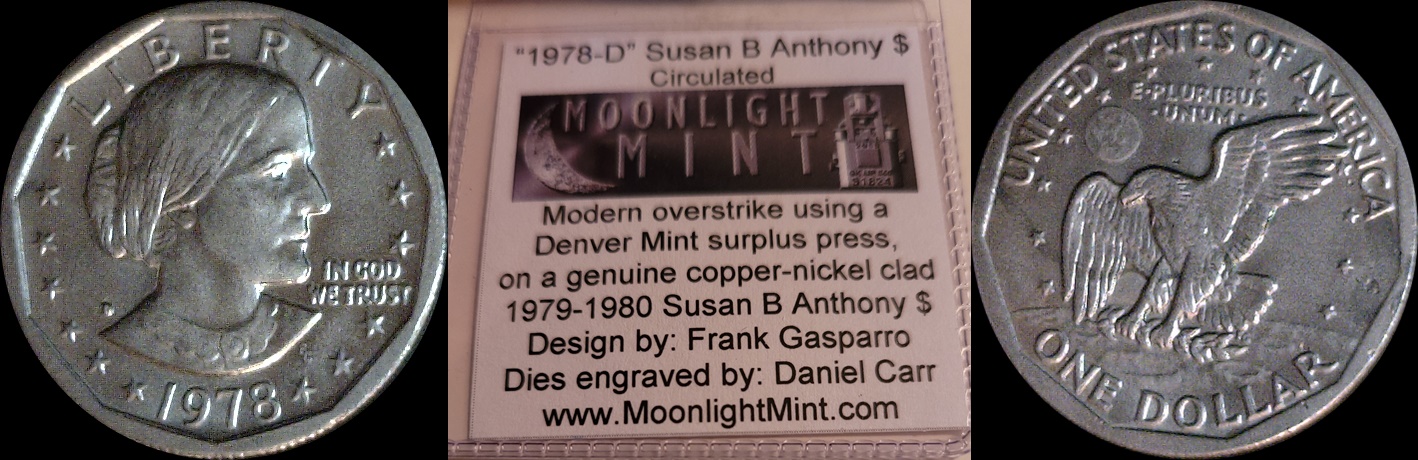 LIBERTY
IN GOD
WE TRUST
D
1978
"1978-D" Susan B Anthony $
Circulated
MOONLIGHT
MINT
Modern overstrike using a
Denver Mint surplus press,
on a genuine copper-nickel clad
1979-1980 Susan B Anthony $
Design by: Frank Gasparro
Dies engraved by: Daniel Carr
www.MoonlightMint.com
UNITED STATES OF AMERICA
E·PLURIBUS
·UNUM·
ONE DOLLAR